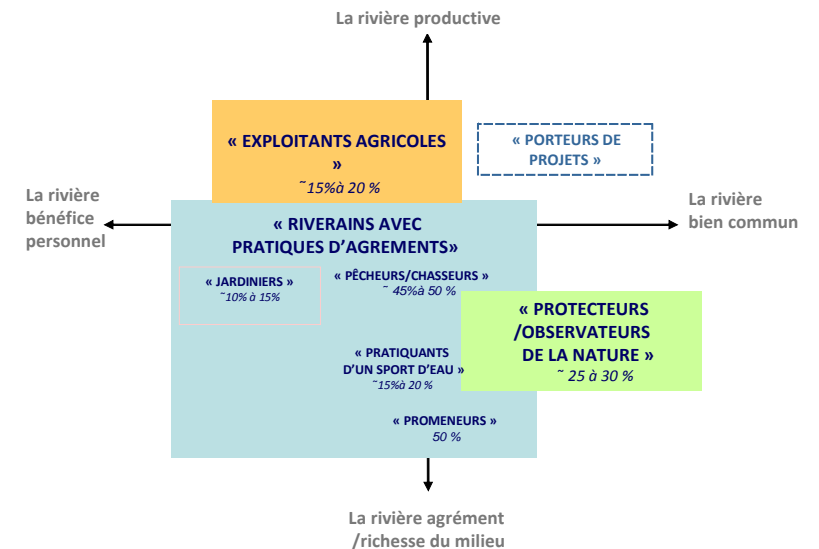 La rivière productive
« EXPLOITANTS AGRICOLES
»
~15%à 20 %
« PORTEURS DE
PROJETS »
La rivière
bénéfice
personnel
La rivière
bien commun
« RIVERAINS AVEC
PRATIQUES D’AGREMENTS»
« JARDINIERS »
~10% à 15%
« PÊCHEURS/CHASSEURS »
~ 45%à 50 %
« PROTECTEURS
/OBSERVATEURS
DE LA NATURE »
~ 25 à 30 %
« PRATIQUANTS
D’UN SPORT D’EAU »
~15%à 20 %
« PROMENEURS »
50 %
La rivière agrément
/richesse du milieu